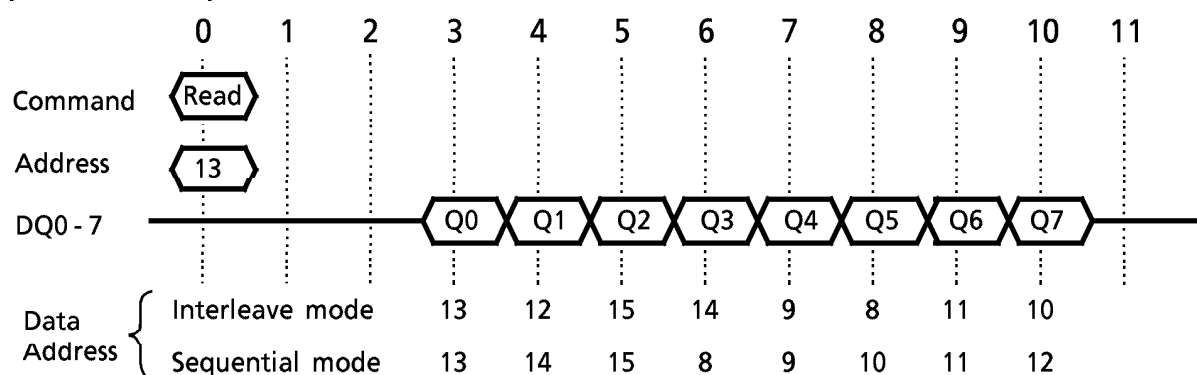 0 1 2 3 4 5 6 7 8 9 10 11
Command Read
Address 13
DQ0 - 7 Q0 Q1 Q2 Q3 Q4 Q5 Q6 Q7
Data Address
Interleave mode 13 12 15 14 9 8 11 10
Sequential mode 13 14 15 8 9 10 11 12